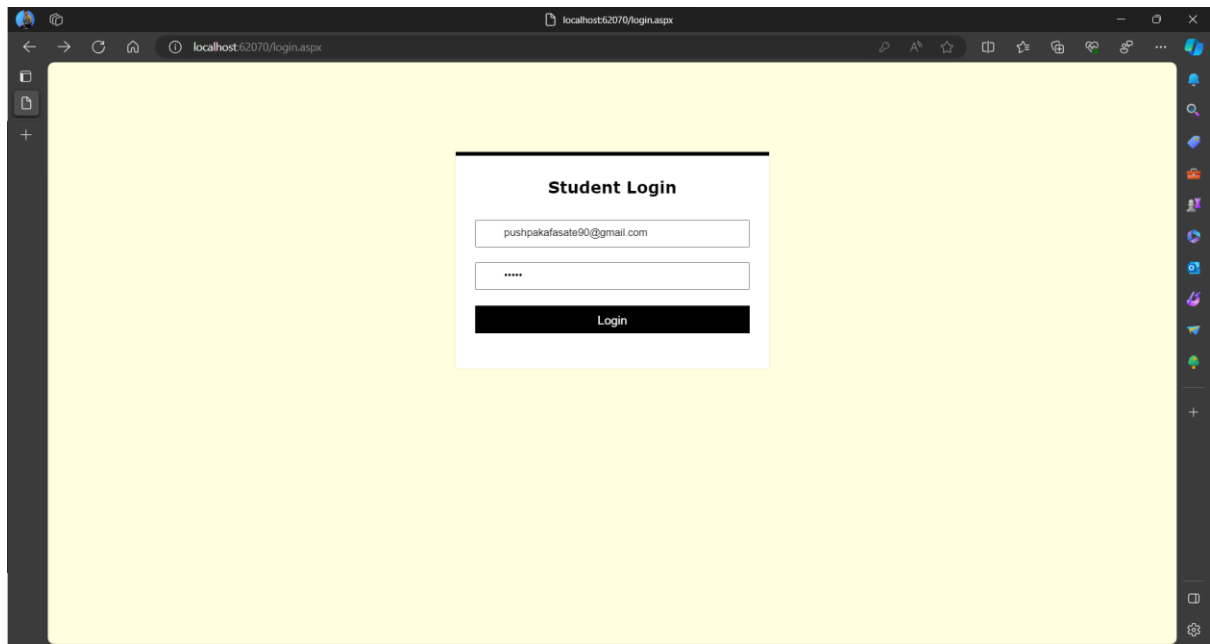 localhost:62070/login.aspx
localhost:62070/login.aspx
Student Login
pushpakafasate90@gmail.com
•••••
Login